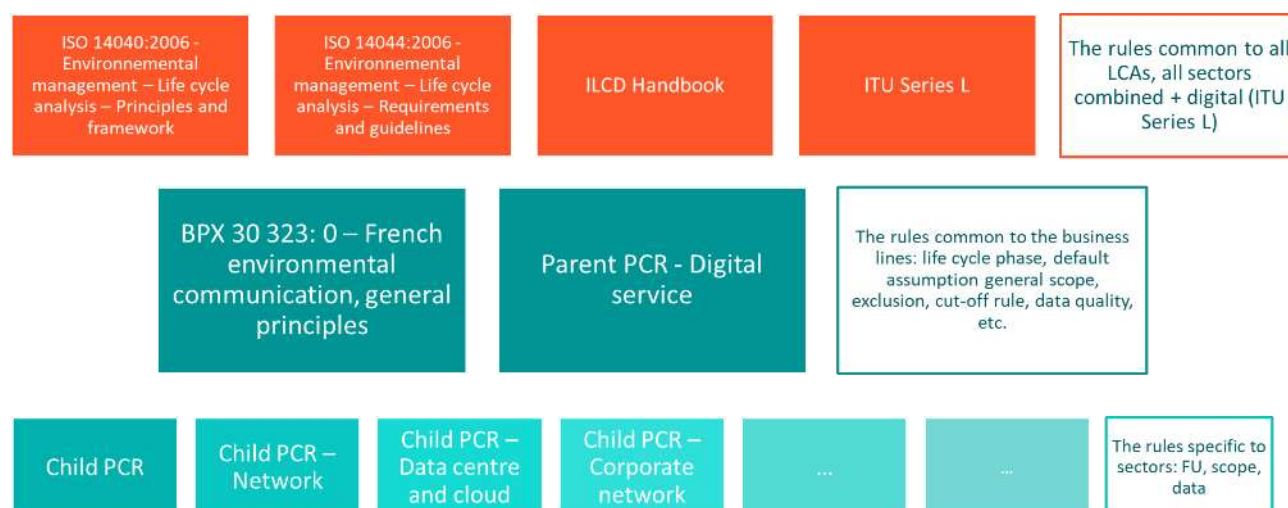 ISO 14040:2006 -
Environnemental
management – Life cycle
analysis – Principles and
framework
ISO 14044:2006 -
Environnemental
management – Life cycle
analysis – Requirements
and guidelines
ILCD Handbook
ITU Series L
The rules common to all
LCAs, all sectors
combined + digital (ITU
Series L)
BPX 30 323: 0 – French
environmental
communication, general
principles
Parent PCR - Digital
service
The rules common to the business
lines: life cycle phase, default
assumption general scope,
exclusion, cut-off rule, data quality,
etc.
Child PCR
Child PCR –
Network
Child PCR –
Data centre
and cloud
Child PCR –
Corporate
network
...
...
The rules specific to
sectors: FU, scope,
data